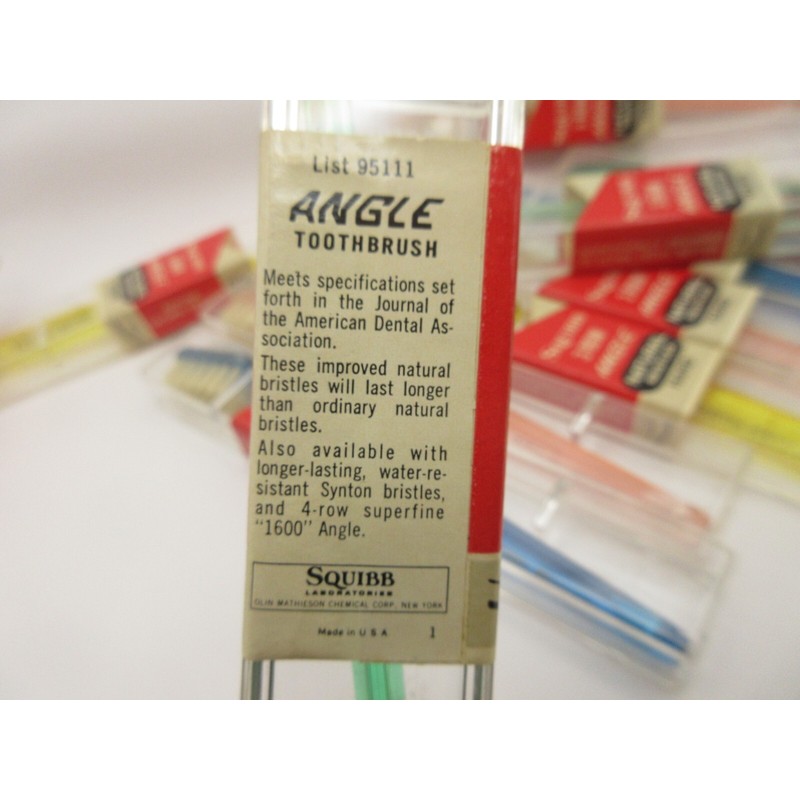 List 95111
ANGLE
TOOTHBRUSH
Meets specifications set
forth in the Journal of
the American Dental As-
sociation.
These improved natural
bristles will last longer
than ordinary natural
bristles.
Also available with
longer-lasting, water-re-
sistant Synton bristles,
and 4-row superfine
"1600" Angle.
SQUIBB
LABORATORIES
OLIN MATHIESON CHEMICAL CORP., NEW YORK
Made in U S A
1
ANGLE